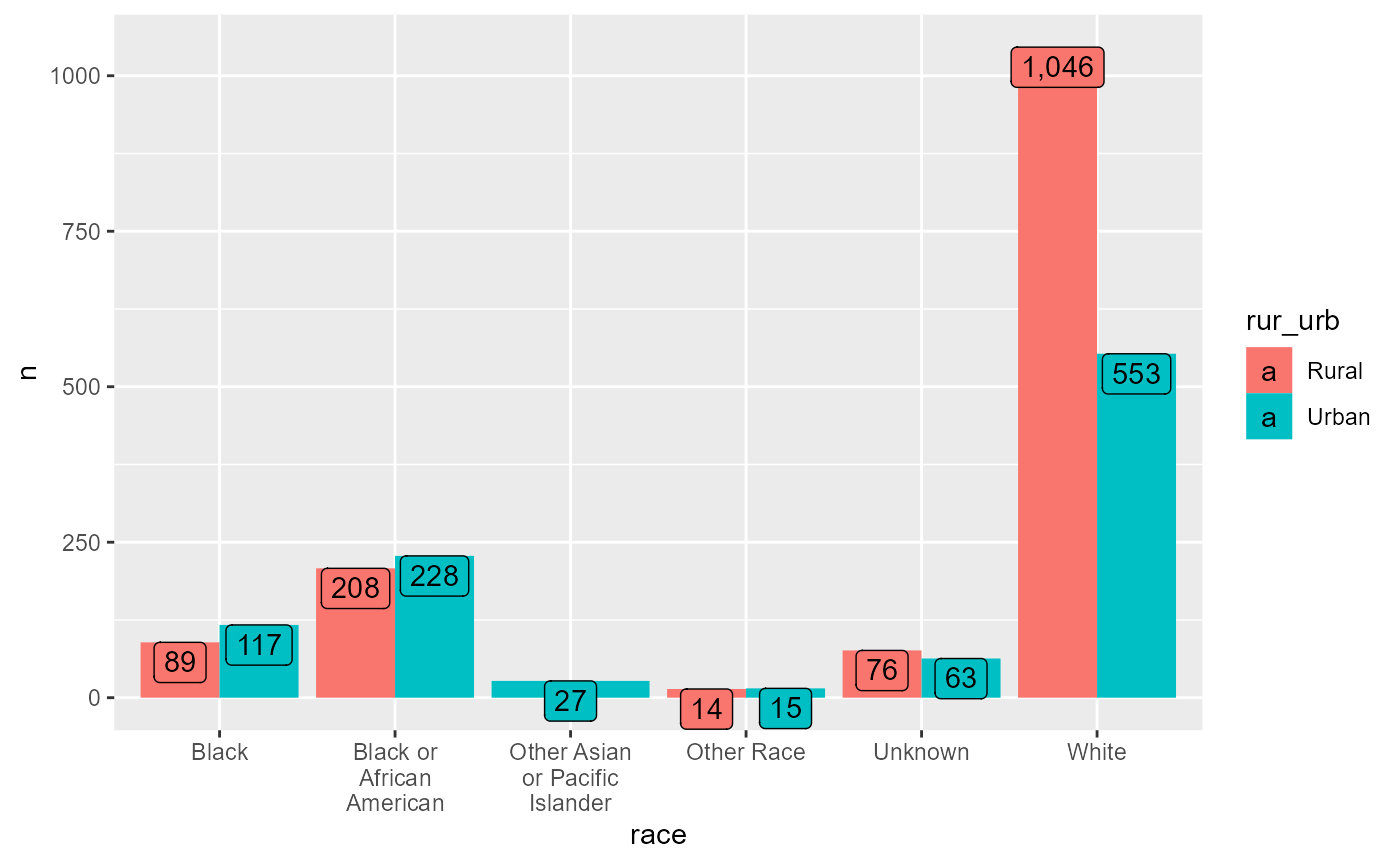 1000
750
500
250
0
n
1,046
553
208
228
89
117
27
14
15
76
63
Black
Black or
African
American
Other Asian
or Pacific
Islander
Other Race
Unknown
White
race
rur_urb
a Rural
a Urban